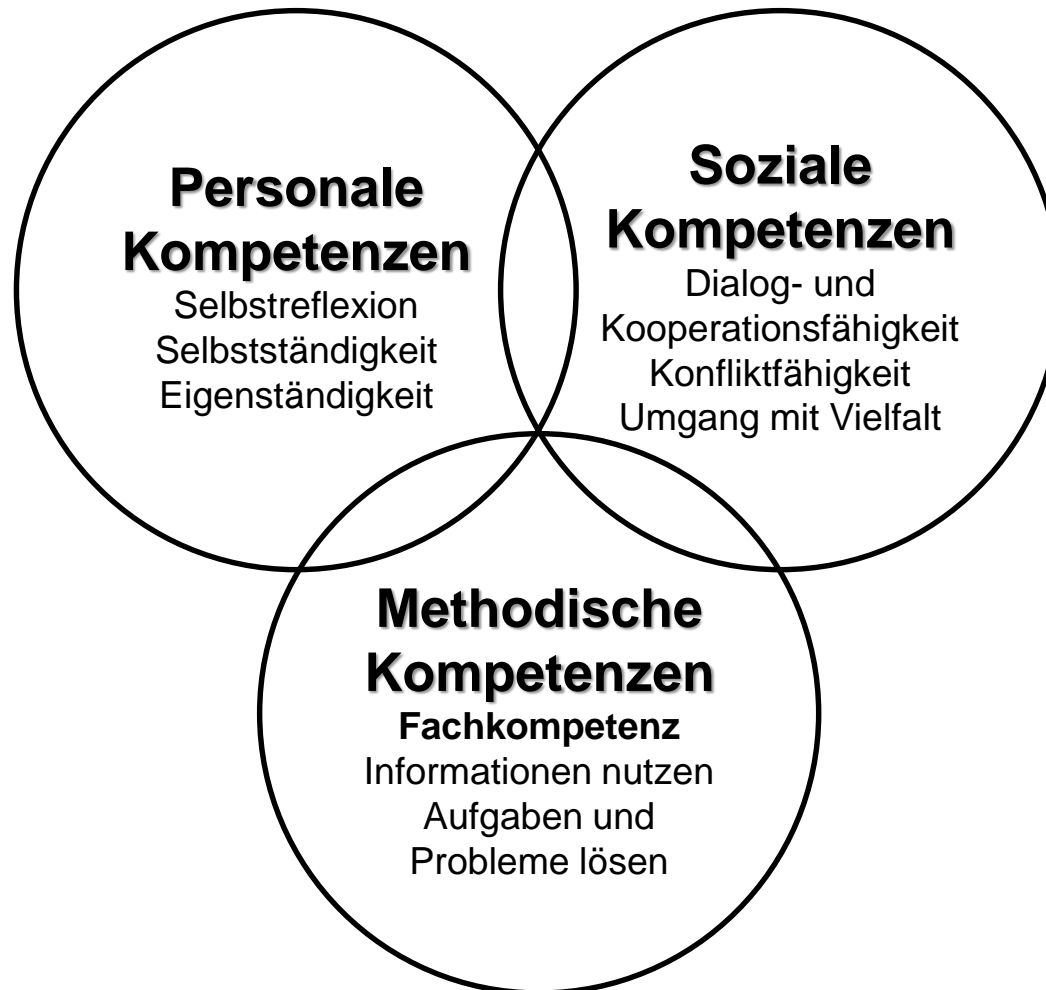 Personale
Kompetenzen
Selbstreflexion
Selbstständigkeit
Eigenständigkeit
Soziale
Kompetenzen
Dialog- und
Kooperationsfähigkeit
Konfliktfähigkeit
Umgang mit Vielfalt
Methodische
Kompetenzen
Fachkompetenz
Informationen nutzen
Aufgaben und
Probleme lösen